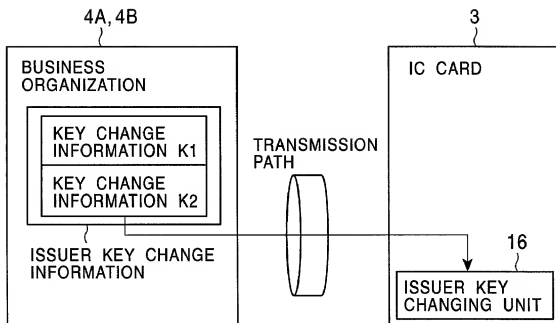 4A, 4B
3
BUSINESS
ORGANIZATION
IC CARD
KEY CHANGE
INFORMATION K1
KEY CHANGE
INFORMATION K2
TRANSMISSION
PATH
ISSUER KEY CHANGE
INFORMATION
16
ISSUER KEY
CHANGING UNIT